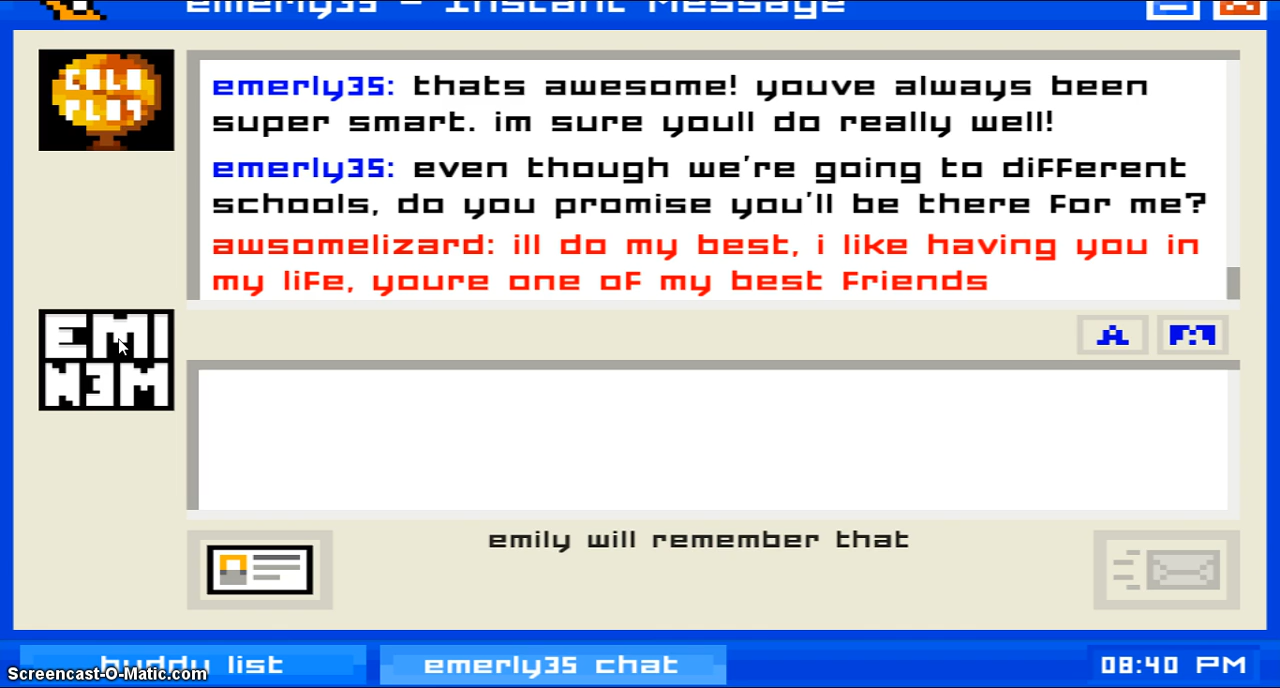 emerly35 - Instant Message
COLD
PLAY
emerly35: thats awesome! youve always been
super smart. im sure youll do really well!
emerly35: even though we're going to different
schools, do you promise you'll be there for me?
awsomelizard: ill do my best, i like having you in
my life, youre one of my best friends
EMI
NEM
A
emily will remember that
buddy list
emerly35 chat
08:40 PM
Screencast-O-Matic.com